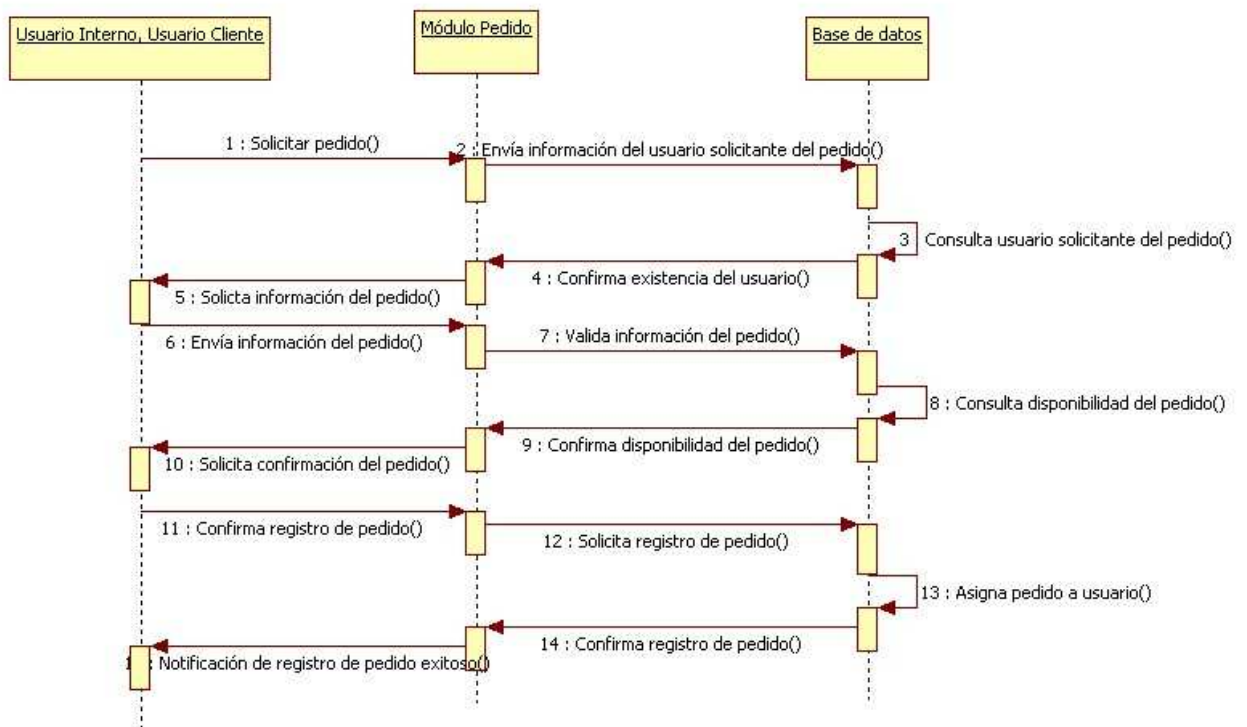 Usuario Interno, Usuario Cliente
Módulo Pedido
Base de datos
1 : Solicitar pedido()
2 : Envía información del usuario solicitante del pedido()
3 Consulta usuario solicitante del pedido()
4 : Confirma existencia del usuario()
5 : Solicta información del pedido()
6 : Envía información del pedido()
7 : Valida información del pedido()
8 : Consulta disponibilidad del pedido()
9 : Confirma disponibilidad del pedido()
10 : Solicita confirmación del pedido()
11 : Confirma registro de pedido()
12 : Solicita registro de pedido()
13 : Asigna pedido a usuario()
14 : Confirma registro de pedido()
: Notificación de registro de pedido exitoso()